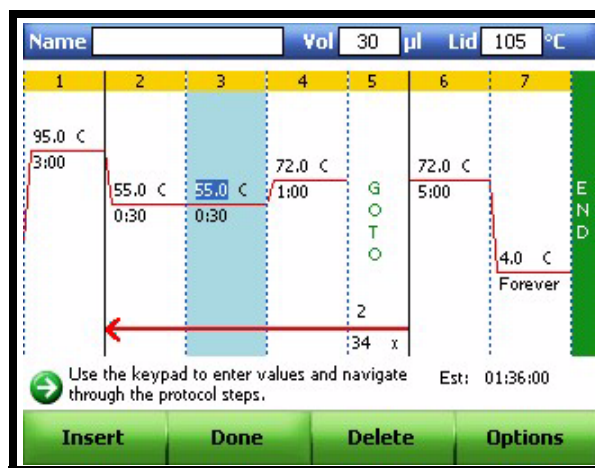 Name Vol 30 µl Lid 105 °C
1 2 3 4 5 6 7
95.0 C
3:00
55.0 C
0:30
55.0 C
0:30
72.0 C
1:00
GOTO
2
34 x
72.0 C
5:00
4.0 C
Forever
END
Use the keypad to enter values and navigate
through the protocol steps.
Est: 01:36:00
Insert Done Delete Options